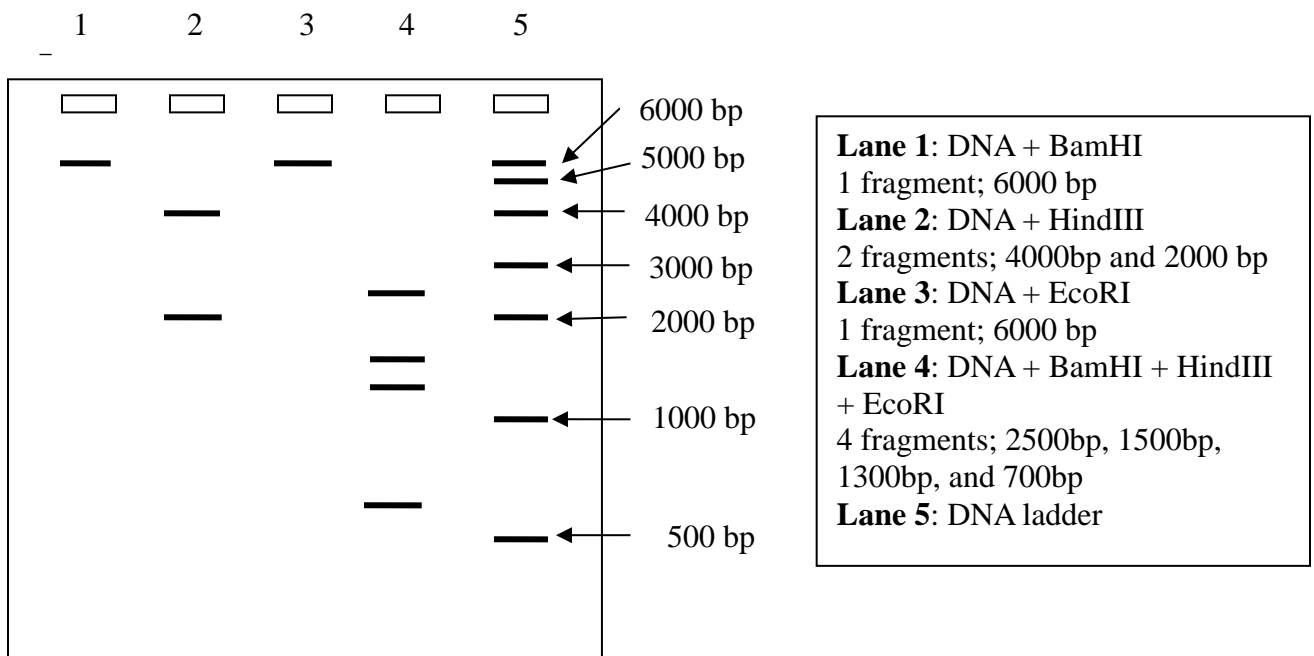 1 2 3 4 5
–
6000 bp
5000 bp
4000 bp
3000 bp
2000 bp
1000 bp
500 bp
Lane 1: DNA + BamHI
1 fragment; 6000 bp
Lane 2: DNA + HindIII
2 fragments; 4000bp and 2000 bp
Lane 3: DNA + EcoRI
1 fragment; 6000 bp
Lane 4: DNA + BamHI + HindIII
+ EcoRI
4 fragments; 2500bp, 1500bp,
1300bp, and 700bp
Lane 5: DNA ladder